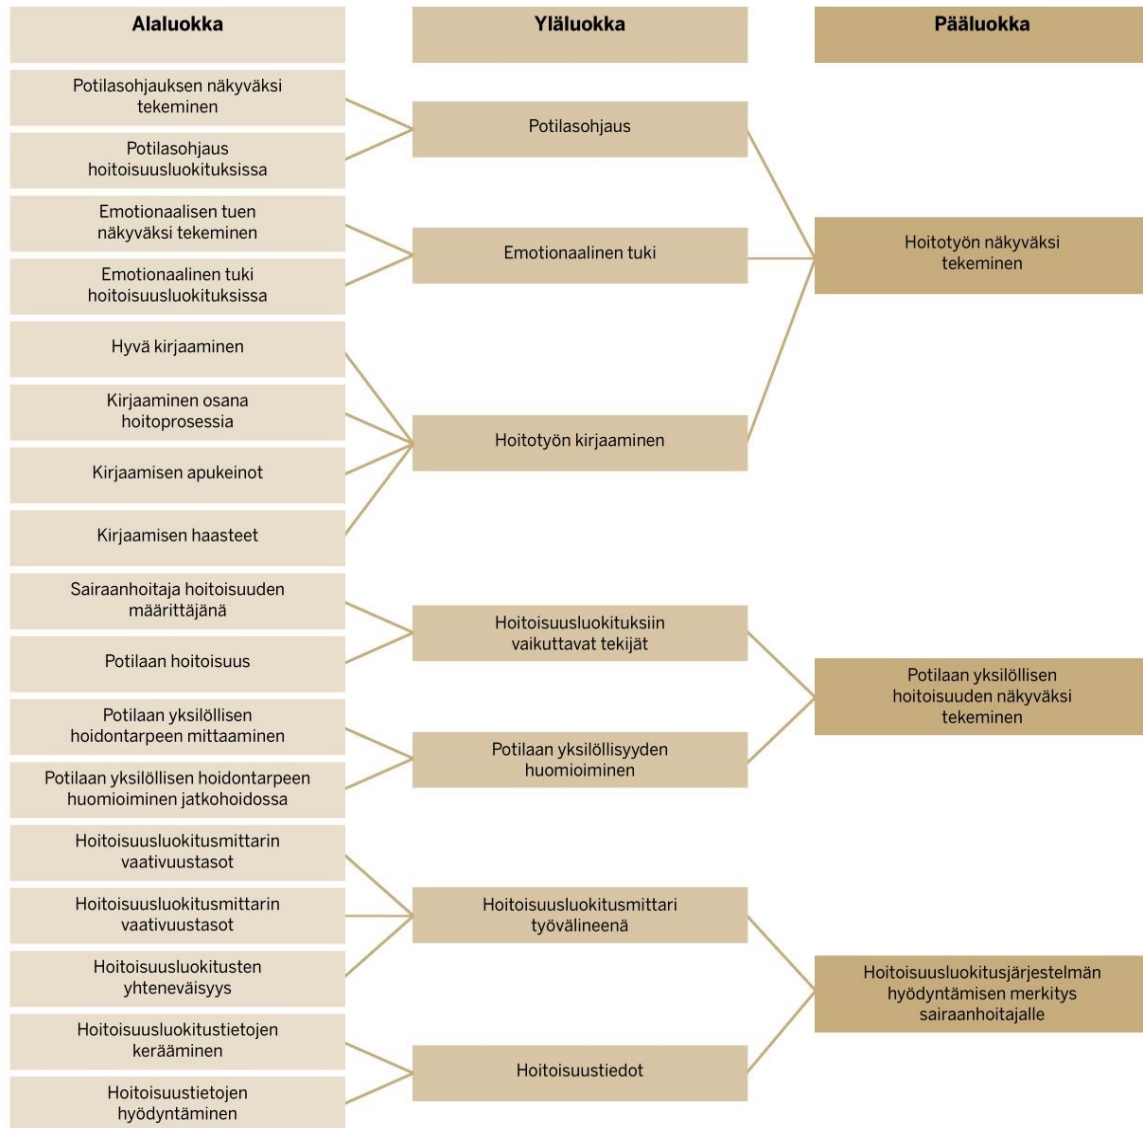 Alaluokka
Yläluokka
Pääluokka
Potilasohjauksen näkyväksi
tekeminen
Potilasohjaus
hoitoisuusluokituksissa
Emotionaalisen tuen
näkyväksi tekeminen
Emotionaalinen tuki
hoitoisuusluokituksissa
Hyvä kirjaaminen
Kirjaaminen osana
hoitoprosessia
Kirjaamisen apukeinot
Kirjaamisen haasteet
Sairaanhoitaja hoitoisuuden
määrittäjänä
Potilaan hoitoisuus
Potilaan yksilöllisen
hoidontarpeen mittaaminen
Potilaan yksilöllisen hoidontarpeen
huomioiminen jatkohoidossa
Hoitoisuusluokitusmittarin
vaativuustasot
Hoitoisuusluokitusmittarin
vaativuustasot
Hoitoisuusluokitusten
yhteneväisyys
Hoitoisuusluokitustietojen
kerääminen
Hoitoisuustietojen
hyödyntäminen
Potilasohjaus
Emotionaalinen tuki
Hoitotyön kirjaaminen
Hoitoisuusluokituksiin
vaikuttavat tekijät
Potilaan yksilöllisyyden
huomioiminen
Hoitoisuusluokitusmittari
työvälineenä
Hoitoisuustiedot
Hoitotyön näkyväksi
tekeminen
Potilaan yksilöllisen
hoitoisuuden näkyväksi
tekeminen
Hoitoisuusluokitusjärjestelmän
hyödyntämisen merkitys
sairaanhoitajalle